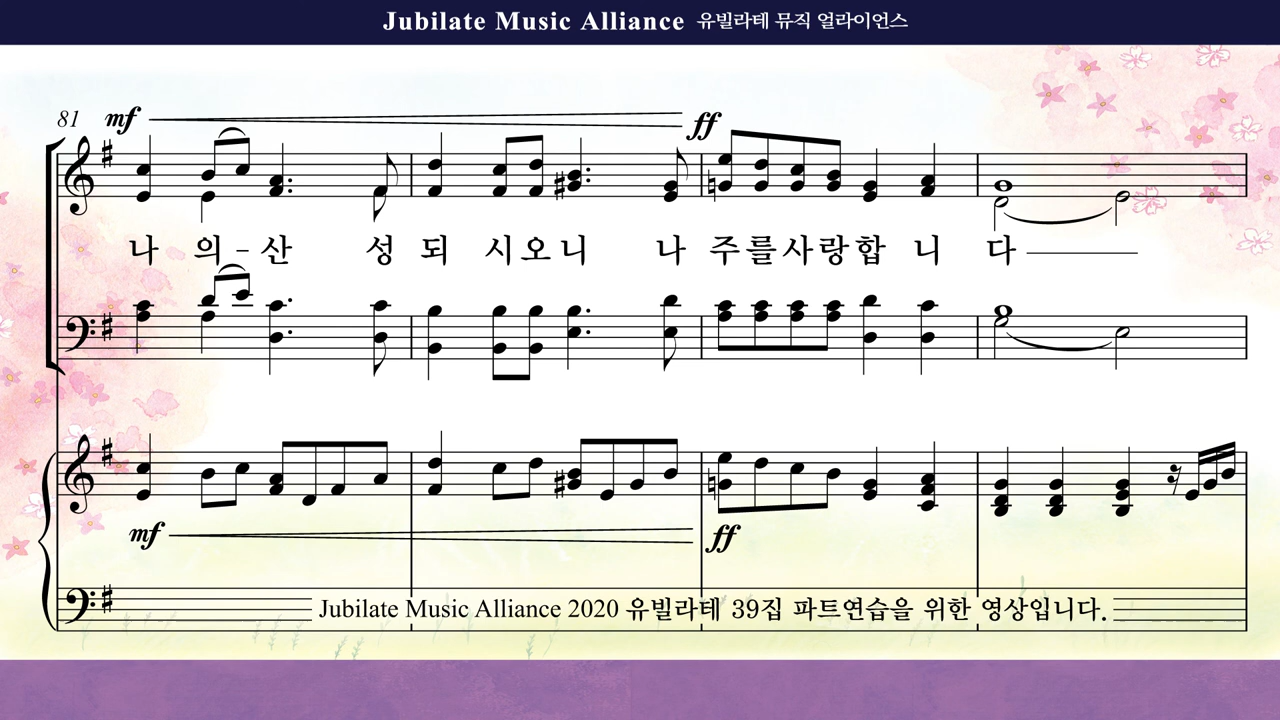 Jubilate Music Alliance 유빌라테 뮤직 얼라이언스
81 mf ff
나 의 - 산 성 되 시 오 니 나 주 를 사 랑 합 니 다
mf ff
Jubilate Music Alliance 2020 유빌라테 39집 파트연습을 위한 영상입니다.